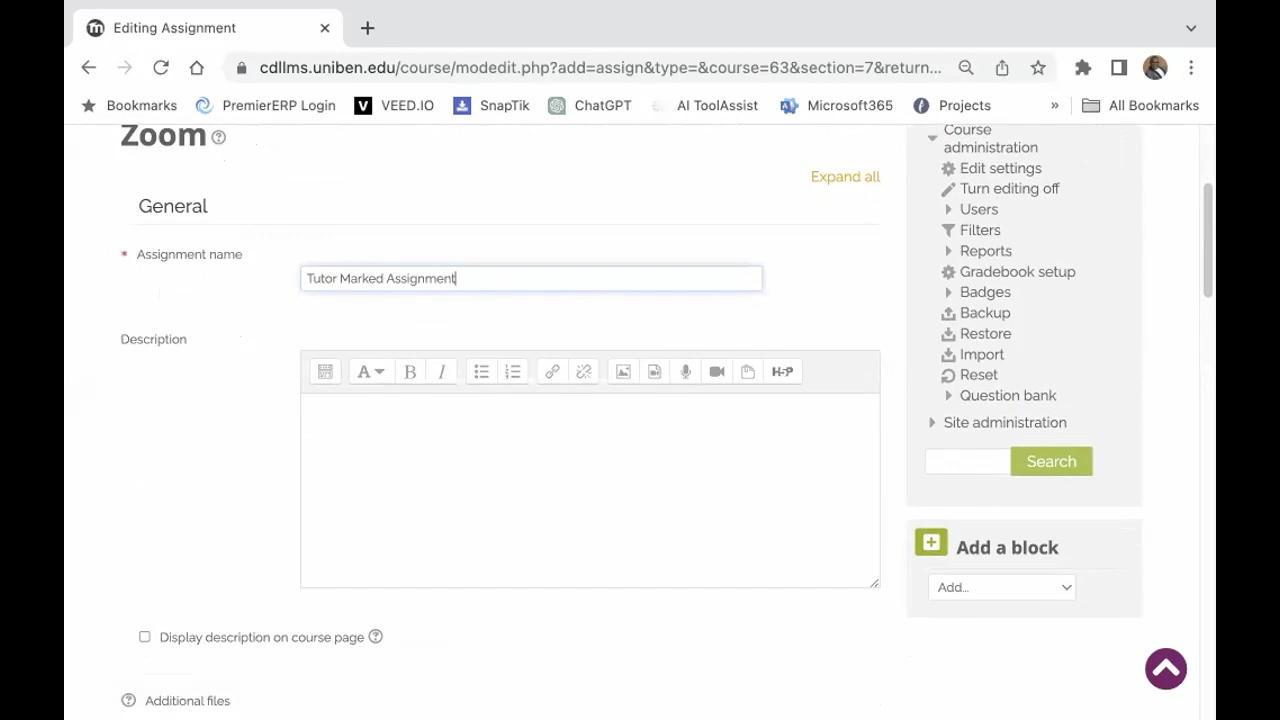 Editing Assignment
cdllms.uniben.edu/course/modedit.php?add=assign&type=&course=63&section=7&return...
Bookmarks PremierERP Login VEED.IO SnapTik ChatGPT AI ToolAssist Microsoft365 Projects » All Bookmarks
Zoom
Expand all
General
* Assignment name
Tutor Marked Assignment
Description
A B I H-P
Display description on course page
Additional files
Course
administration
Edit settings
Turn editing off
Users
Filters
Reports
Gradebook setup
Badges
Backup
Restore
Import
Reset
Question bank
Site administration
Search
Add a block
Add...